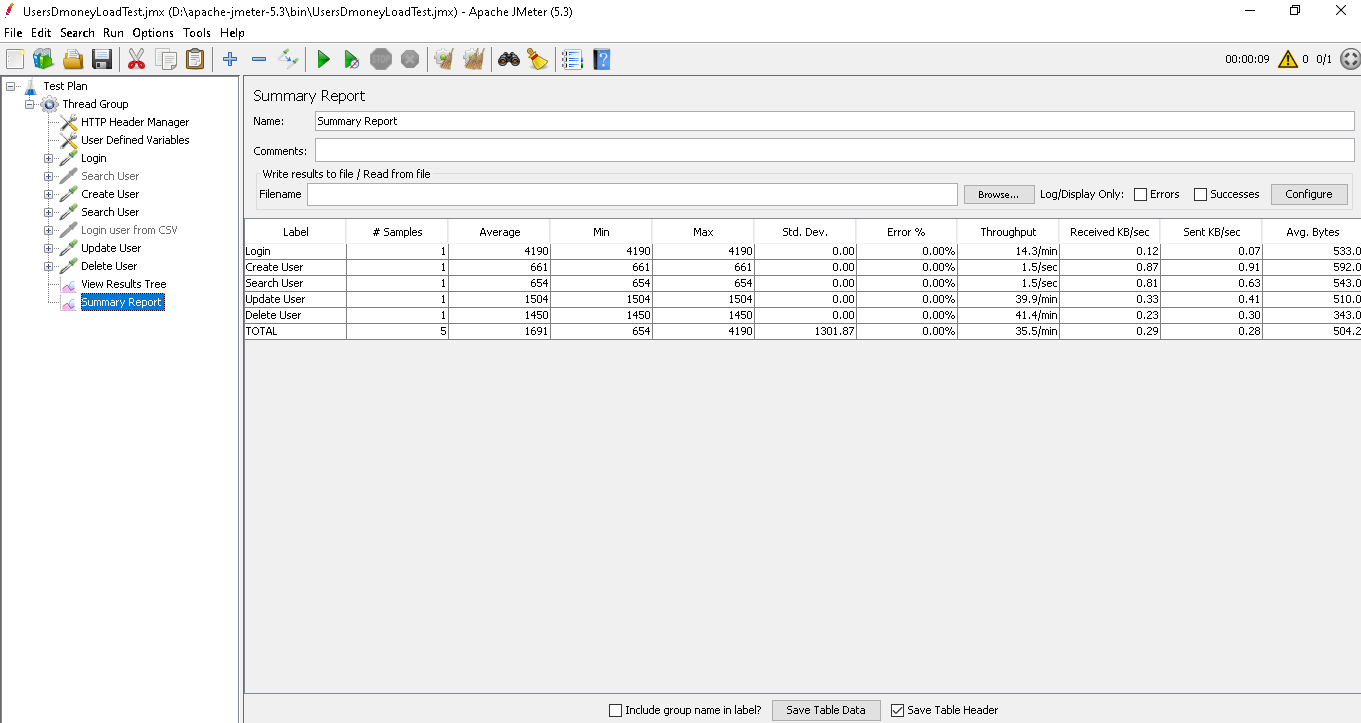 UsersDmoneyLoadTest.jmx (D:\apache-jmeter-5.3\bin\UsersDmoneyLoadTest.jmx) - Apache JMeter (5.3)
File Edit Search Run Options Tools Help
STOP 00:00:09 0 0/1
Test Plan
Thread Group
HTTP Header Manager
User Defined Variables
Login
Search User
Create User
Search User
Login user from CSV
Update User
Delete User
View Results Tree
Summary Report
Summary Report
Name: Summary Report
Comments:
Write results to file / Read from file
Filename Browse... Log/Display Only: Errors Successes Configure
Label # Samples Average Min Max Std. Dev. Error % Throughput Received KB/sec Sent KB/sec Avg. Bytes
Login 1 4190 4190 4190 0.00 0.00% 14.3/min 0.12 0.07 533.0
Create User 1 661 661 661 0.00 0.00% 1.5/sec 0.87 0.91 592.0
Search User 1 654 654 654 0.00 0.00% 1.5/sec 0.81 0.63 543.0
Update User 1 1504 1504 1504 0.00 0.00% 39.9/min 0.33 0.41 510.0
Delete User 1 1450 1450 1450 0.00 0.00% 41.4/min 0.23 0.30 343.0
TOTAL 5 1691 654 4190 1301.87 0.00% 35.5/min 0.29 0.28 504.2
Include group name in label? Save Table Data Save Table Header